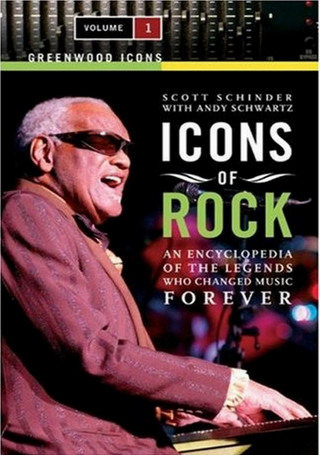 VOLUME 1
GREENWOOD ICONS
SCOTT SCHINDER
WITH ANDY SCHWARTZ
ICONS
OF
ROCK
AN ENCYCLOPEDIA
OF THE LEGENDS
WHO CHANGED MUSIC
FOREVER